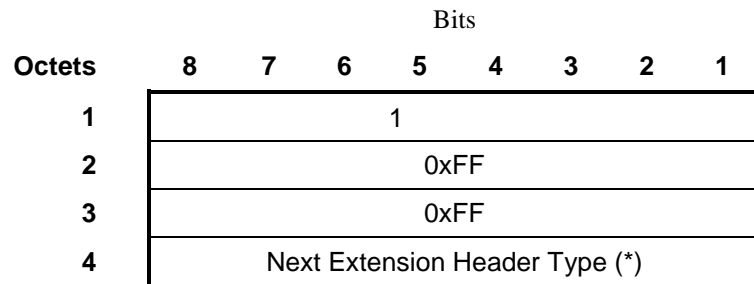 Bits
Octets 8 7 6 5 4 3 2 1
1 1
2 0xFF
3 0xFF
4 Next Extension Header Type (*)